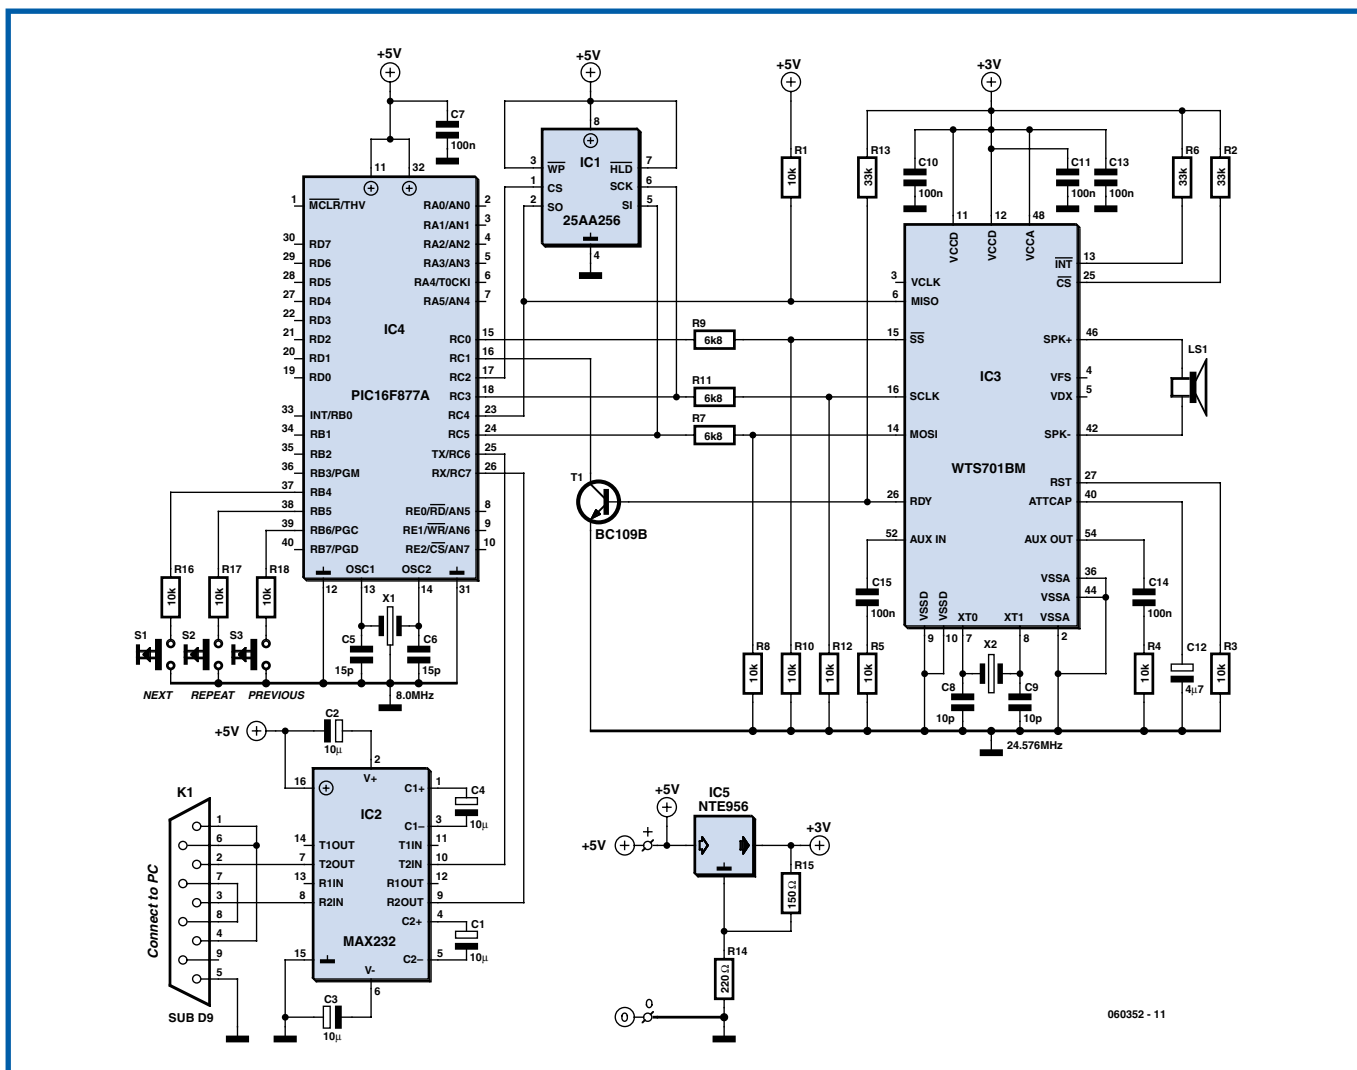 +5V
C7
100n
11
32
1
MCLR/THV
30
RD7
29
RD6
28
RD5
27
RD4
22
RD3
21
RD2
20
RD1
19
RD0
33
INT/RB0
34
RB1
35
RB2
36
RB3/PGM
37
RB4
38
RB5
39
RB6/PGC
40
RB7/PGD
RA0/AN0
2
RA1/AN1
3
RA2/AN2
4
RA3/AN3
5
RA4/T0CKI
6
RA5/AN4
7
IC4
PIC16F877A
RC0
15
RC1
16
RC2
17
RC3
18
RC4
23
RC5
24
TX/RC6
25
RX/RC7
26
RE0/RD/AN5
8
RE1/WR/AN6
9
RE2/CS/AN7
10
OSC1
OSC2
12
13
14
31
R16
10k
R17
10k
R18
10k
S1
S2
S3
NEXT
REPEAT
PREVIOUS
X1
C5
15p
C6
15p
8.0MHz
+5V
8
IC1
3
WP
HLD
7
1
CS
SCK
6
2
SO
SI
5
25AA256
4
+5V
R1
10k
R9
6k8
R11
6k8
R7
6k8
T1
BC109B
+3V
R13
33k
C10
100n
C11
100n
C13
100n
R6
33k
R2
33k
11
12
48
VCCD
VCCD
VCCA
3
VCLK
6
MISO
15
SS
16
SCLK
14
MOSI
26
RDY
52
AUX IN
IC3
WTS701BM
INT
13
CS
25
SPK+
46
VFS
4
VDX
5
SPK-
42
RST
27
ATTCAP
40
AUX OUT
54
VSSA
36
VSSA
44
VSSA
2
VSSD
VSSD
XT0
XT1
9
10
7
8
LS1
C15
100n
R8
10k
R10
10k
R12
10k
R5
10k
X2
C8
10p
C9
10p
24.576MHz
C14
100n
R4
10k
C12
4μ7
R3
10k
+5V
C2
10μ
2
V+
16
IC2
C1+
1
C4
10μ
C1–
3
14
T1OUT
T1IN
11
7
T2OUT
T2IN
10
13
R1IN
R1OUT
12
8
R2IN
R2OUT
9
C2+
4
C1
10μ
C2–
5
MAX232
15
V-
6
C3
10μ
K1
1
6
2
7
3
8
4
9
5
Connect to PC
SUB D9
+5V
IC5
NTE956
+5V
+
+3V
R15
150Ω
R14
220Ω
0
0
060352 - 11